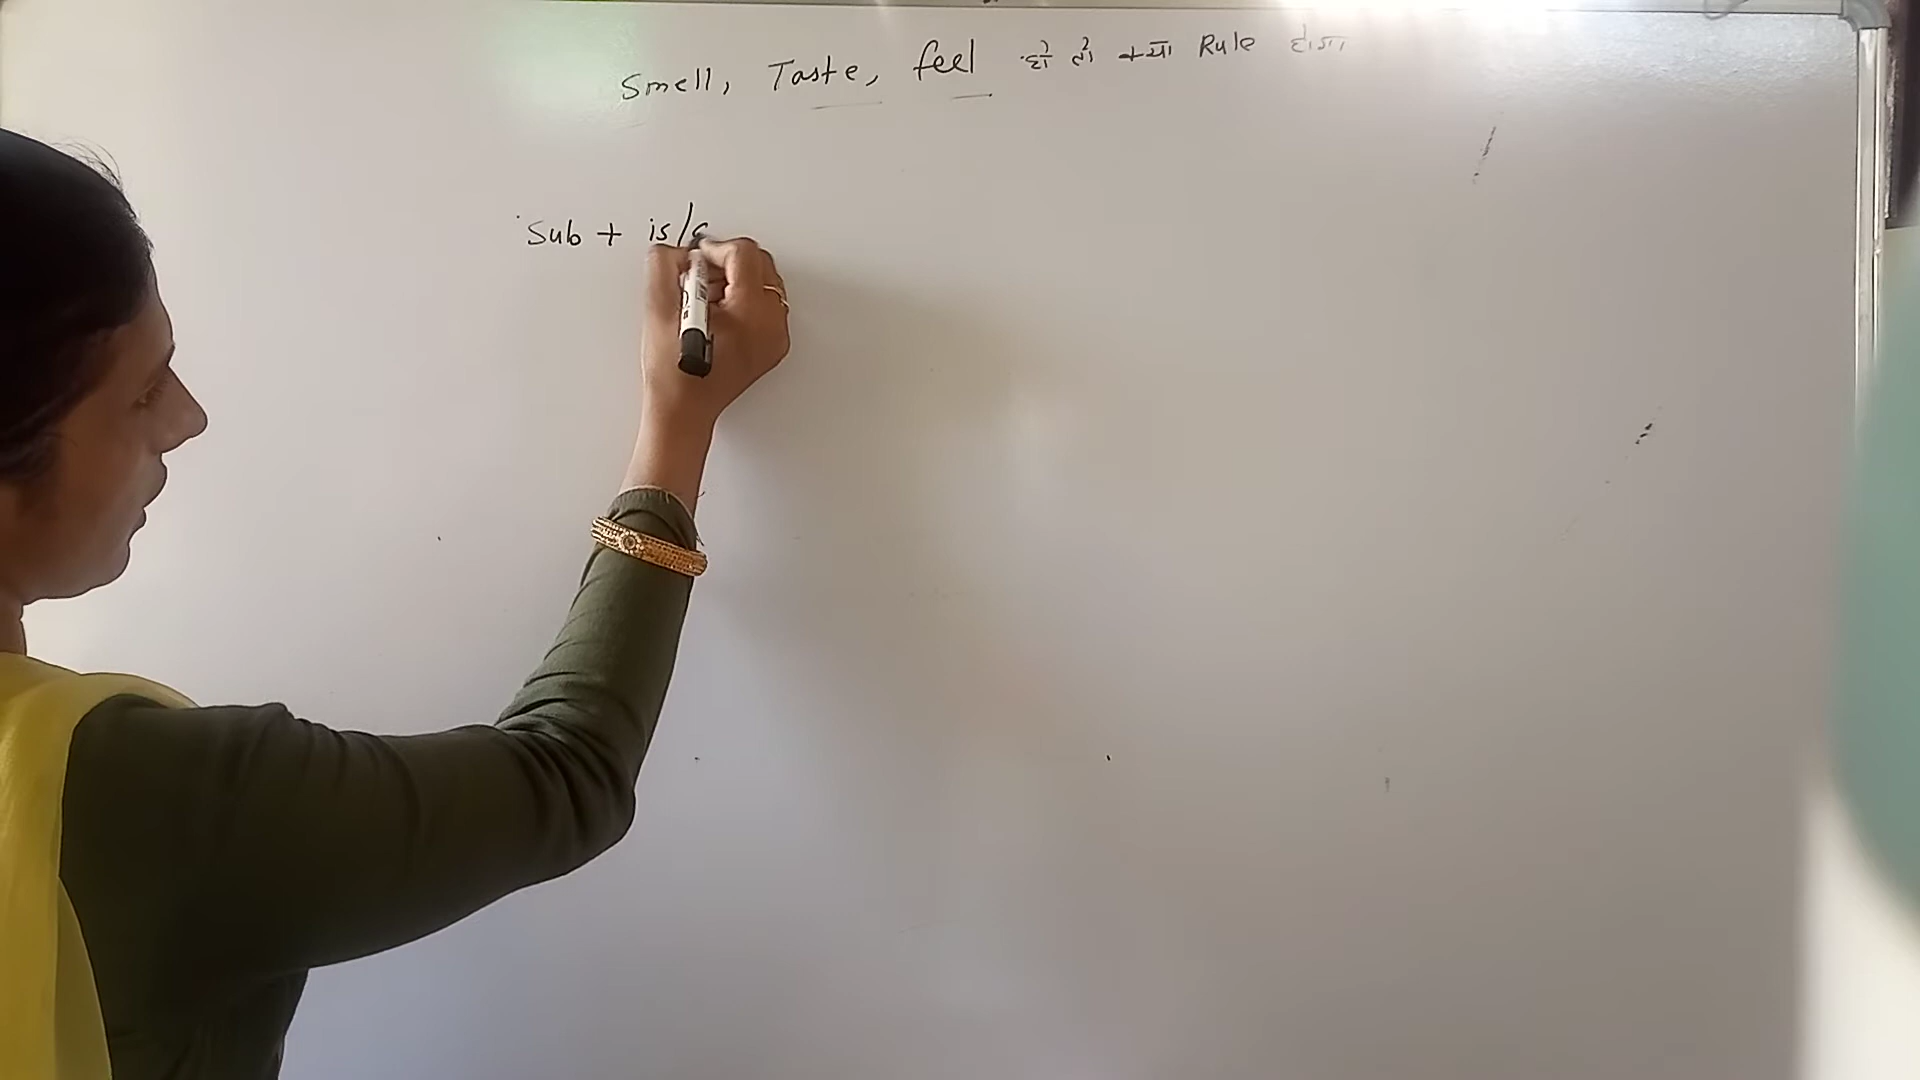 Smell, Taste, feel हो तो क्या Rule होगा
Sub + is/